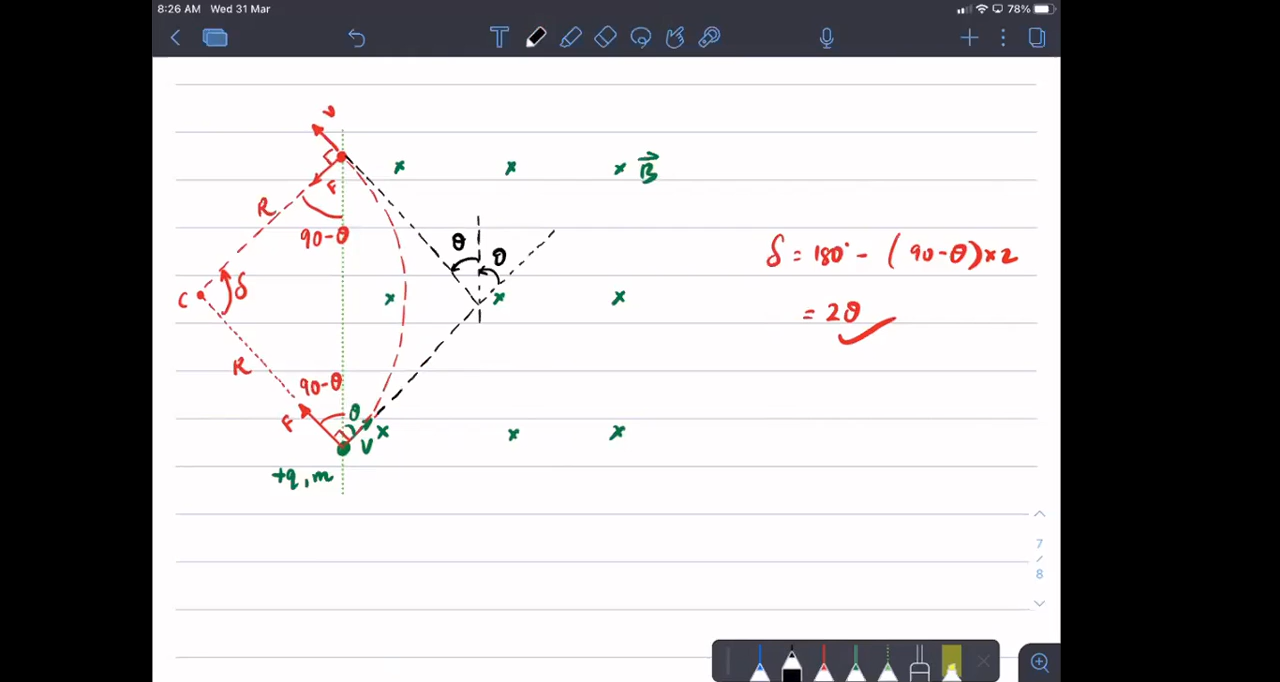 8:26 AM Wed 31 Mar
78%
T
v
x x x B⃗
F
R
90-θ
θ θ
δ = 180° - (90-θ)×2
C δ
x x x
= 2θ
R
90-θ
θ
F
x x x
V
+q, m
7
/
8